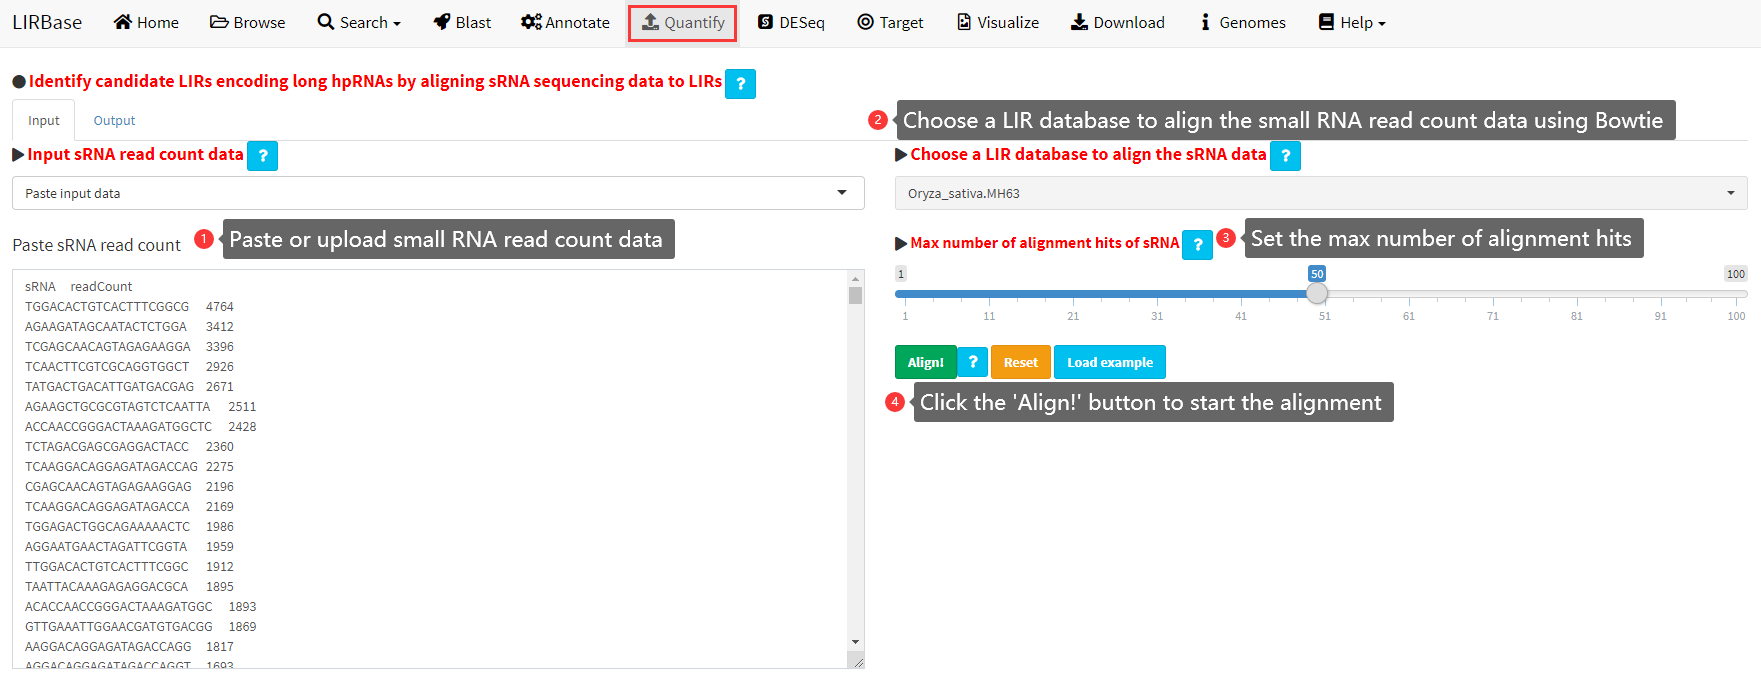 LIRBase Home Browse Search Blast Annotate Quantify DESeq Target Visualize Download Genomes Help
Identify candidate LIRs encoding long hpRNAs by aligning sRNA sequencing data to LIRs ?
Input Output
2 Choose a LIR database to align the small RNA read count data using Bowtie
Input sRNA read count data ?
Choose a LIR database to align the sRNA data ?
Paste input data
Oryza_sativa.MH63
Paste sRNA read count
1 Paste or upload small RNA read count data
Max number of alignment hits of sRNA ?
3 Set the max number of alignment hits
1 50 100
1 11 21 31 41 51 61 71 81 91 100
Align! ? Reset Load example
4 Click the 'Align!' button to start the alignment
sRNA readCount
TGGACACTGTCACTTTCGGCG 4764
AGAAGATAGCAATACTCTGGA 3412
TCGAGCAACAGTAGAGAAGGA 3396
TCAACTTCGTCGCAGGTGGCT 2926
TATGACTGACATTGATGACGAG 2671
AGAAGCTGCGCGTAGTCTCAATTA 2511
ACCAACCGGGACTAAAGATGGCTC 2428
TCTAGACGAGCGAGGACTACC 2360
TCAAGGACAGGAGATAGACCAG 2275
CGAGCAACAGTAGAGAAGGAG 2196
TCAAGGACAGGAGATAGACCA 2169
TGGAGACTGGCAGAAAAACTC 1986
AGGAATGAACTAGATTCGGTA 1959
TTGGACACTGTCACTTTCGGC 1912
TAATTACAAAGAGAGGACGCA 1895
ACACCAACCGGGACTAAAGATGGC 1893
GTTGAAATTGGAACGATGTGACGG 1869
AAGGACAGGAGATAGACCAGG 1817
AGGACAGGAGATAGACCAGGT 1693